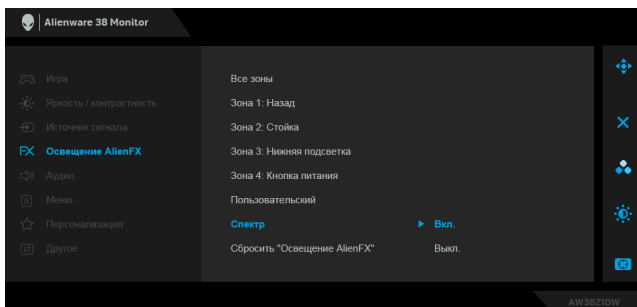 Alienware 38 Monitor
Игра
Яркость / контрастность
Источник сигнала
FX Освещение AlienFX
Аудио
Меню
Персонализация
Другое
Все зоны
Зона 1: Назад
Зона 2: Стойка
Зона 3: Нижняя подсветка
Зона 4: Кнопка питания
Пользовательский
Спектр Вкл.
Сбросить "Освещение AlienFX" Выкл.
AW3821DW